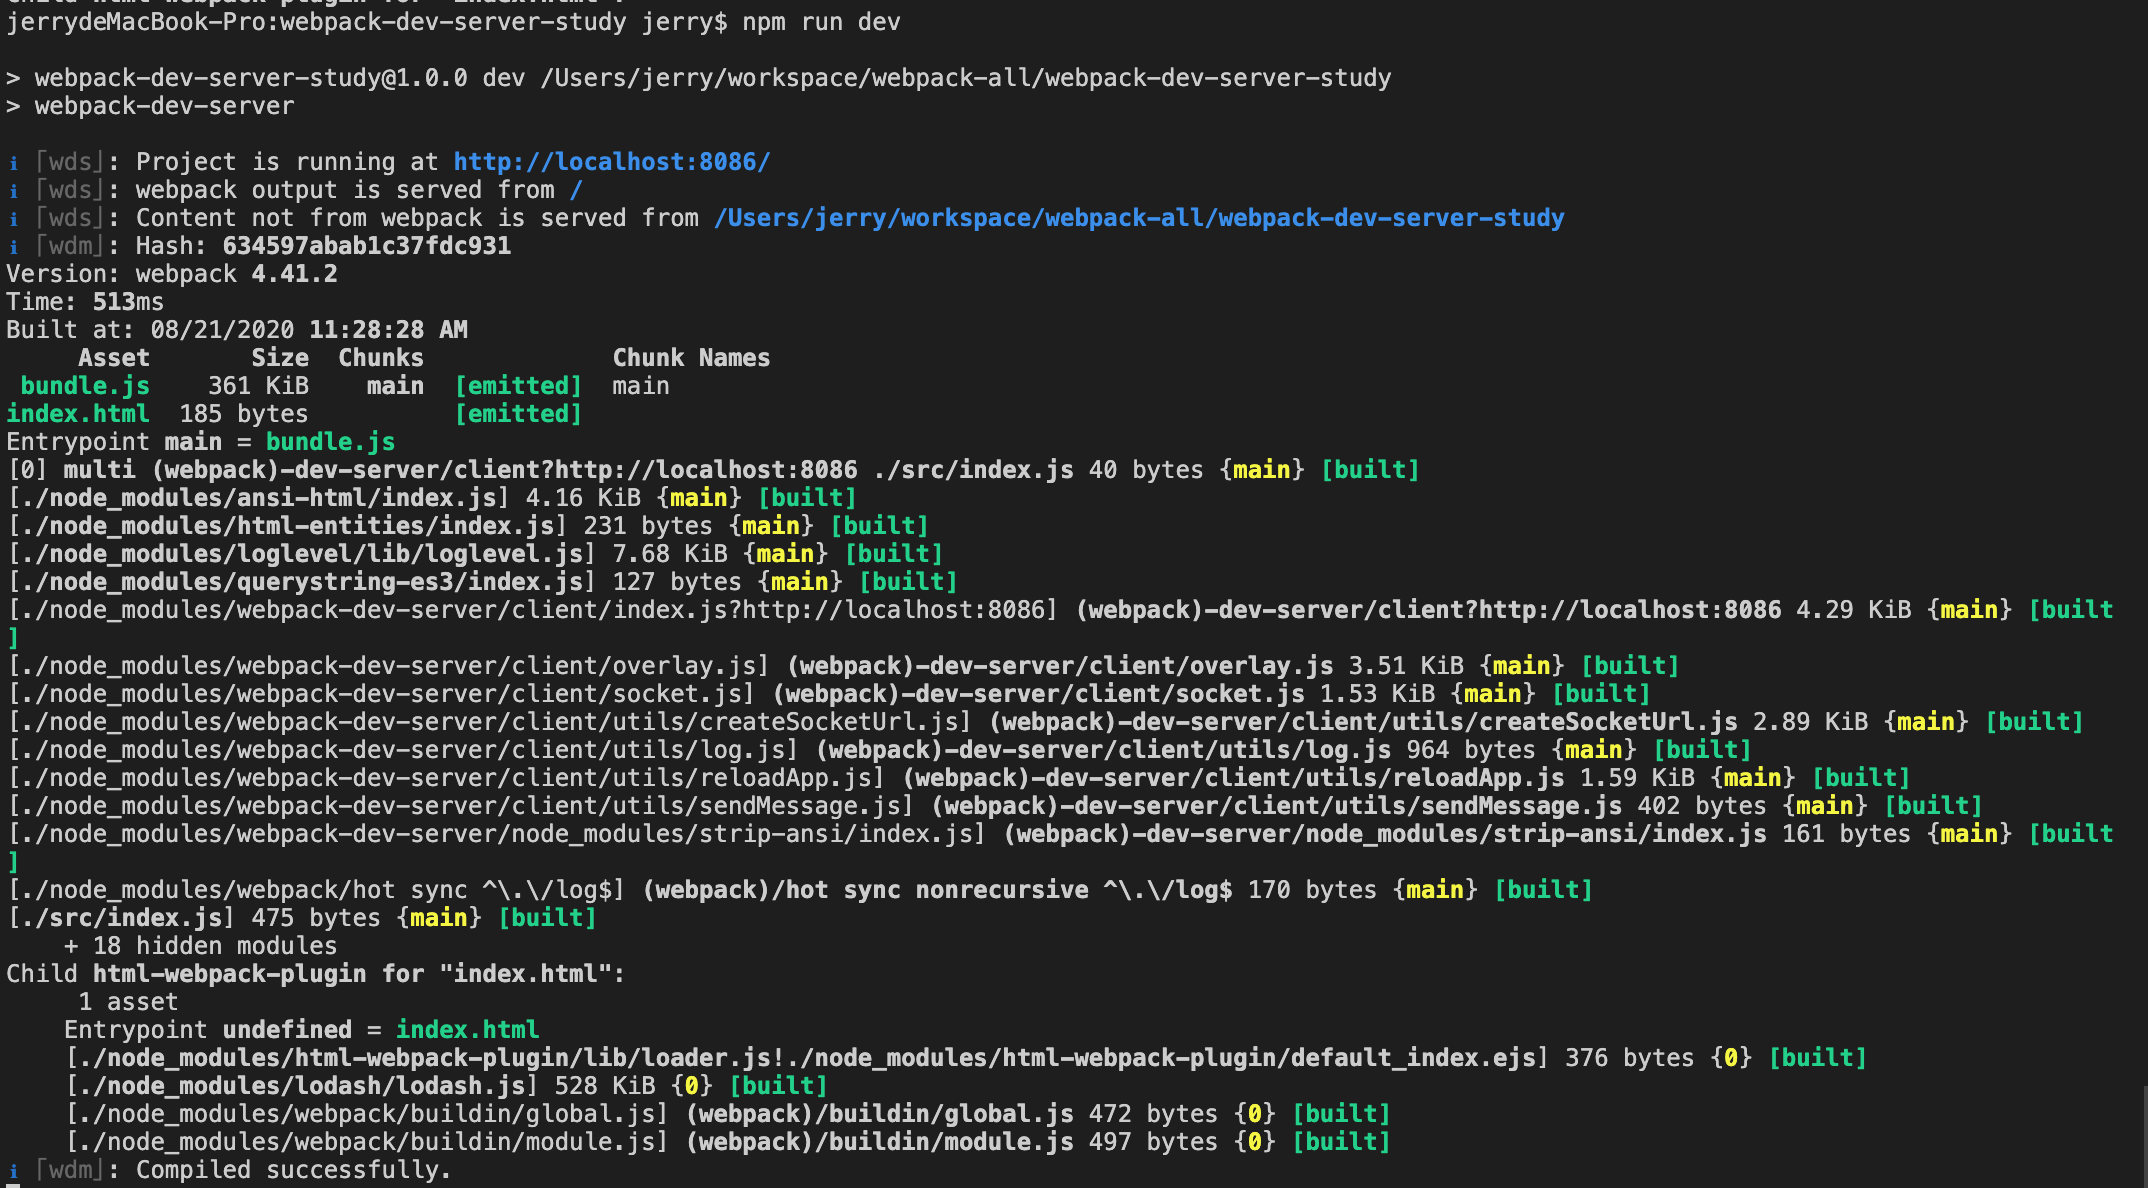 jerrydeMacBook-Pro:webpack-dev-server-study jerry$ npm run dev
> webpack-dev-server-study@1.0.0 dev /Users/jerry/workspace/webpack-all/webpack-dev-server-study
> webpack-dev-server
ℹ ｢wds｣: Project is running at http://localhost:8086/
ℹ ｢wds｣: webpack output is served from /
ℹ ｢wds｣: Content not from webpack is served from /Users/jerry/workspace/webpack-all/webpack-dev-server-study
ℹ ｢wdm｣: Hash: 634597abab1c37fdc931
Version: webpack 4.41.2
Time: 513ms
Built at: 08/21/2020 11:28:28 AM
     Asset       Size  Chunks             Chunk Names
 bundle.js    361 KiB    main  [emitted]  main
index.html  185 bytes          [emitted]
Entrypoint main = bundle.js
[0] multi (webpack)-dev-server/client?http://localhost:8086 ./src/index.js 40 bytes {main} [built]
[./node_modules/ansi-html/index.js] 4.16 KiB {main} [built]
[./node_modules/html-entities/index.js] 231 bytes {main} [built]
[./node_modules/loglevel/lib/loglevel.js] 7.68 KiB {main} [built]
[./node_modules/querystring-es3/index.js] 127 bytes {main} [built]
[./node_modules/webpack-dev-server/client/index.js?http://localhost:8086] (webpack)-dev-server/client?http://localhost:8086 4.29 KiB {main} [built
]
[./node_modules/webpack-dev-server/client/overlay.js] (webpack)-dev-server/client/overlay.js 3.51 KiB {main} [built]
[./node_modules/webpack-dev-server/client/socket.js] (webpack)-dev-server/client/socket.js 1.53 KiB {main} [built]
[./node_modules/webpack-dev-server/client/utils/createSocketUrl.js] (webpack)-dev-server/client/utils/createSocketUrl.js 2.89 KiB {main} [built]
[./node_modules/webpack-dev-server/client/utils/log.js] (webpack)-dev-server/client/utils/log.js 964 bytes {main} [built]
[./node_modules/webpack-dev-server/client/utils/reloadApp.js] (webpack)-dev-server/client/utils/reloadApp.js 1.59 KiB {main} [built]
[./node_modules/webpack-dev-server/client/utils/sendMessage.js] (webpack)-dev-server/client/utils/sendMessage.js 402 bytes {main} [built]
[./node_modules/webpack-dev-server/node_modules/strip-ansi/index.js] (webpack)-dev-server/node_modules/strip-ansi/index.js 161 bytes {main} [built
]
[./node_modules/webpack/hot sync ^\.\/log$] (webpack)/hot sync nonrecursive ^\.\/log$ 170 bytes {main} [built]
[./src/index.js] 475 bytes {main} [built]
    + 18 hidden modules
Child html-webpack-plugin for "index.html":
     1 asset
    Entrypoint undefined = index.html
    [./node_modules/html-webpack-plugin/lib/loader.js!./node_modules/html-webpack-plugin/default_index.ejs] 376 bytes {0} [built]
    [./node_modules/lodash/lodash.js] 528 KiB {0} [built]
    [./node_modules/webpack/buildin/global.js] (webpack)/buildin/global.js 472 bytes {0} [built]
    [./node_modules/webpack/buildin/module.js] (webpack)/buildin/module.js 497 bytes {0} [built]
ℹ ｢wdm｣: Compiled successfully.